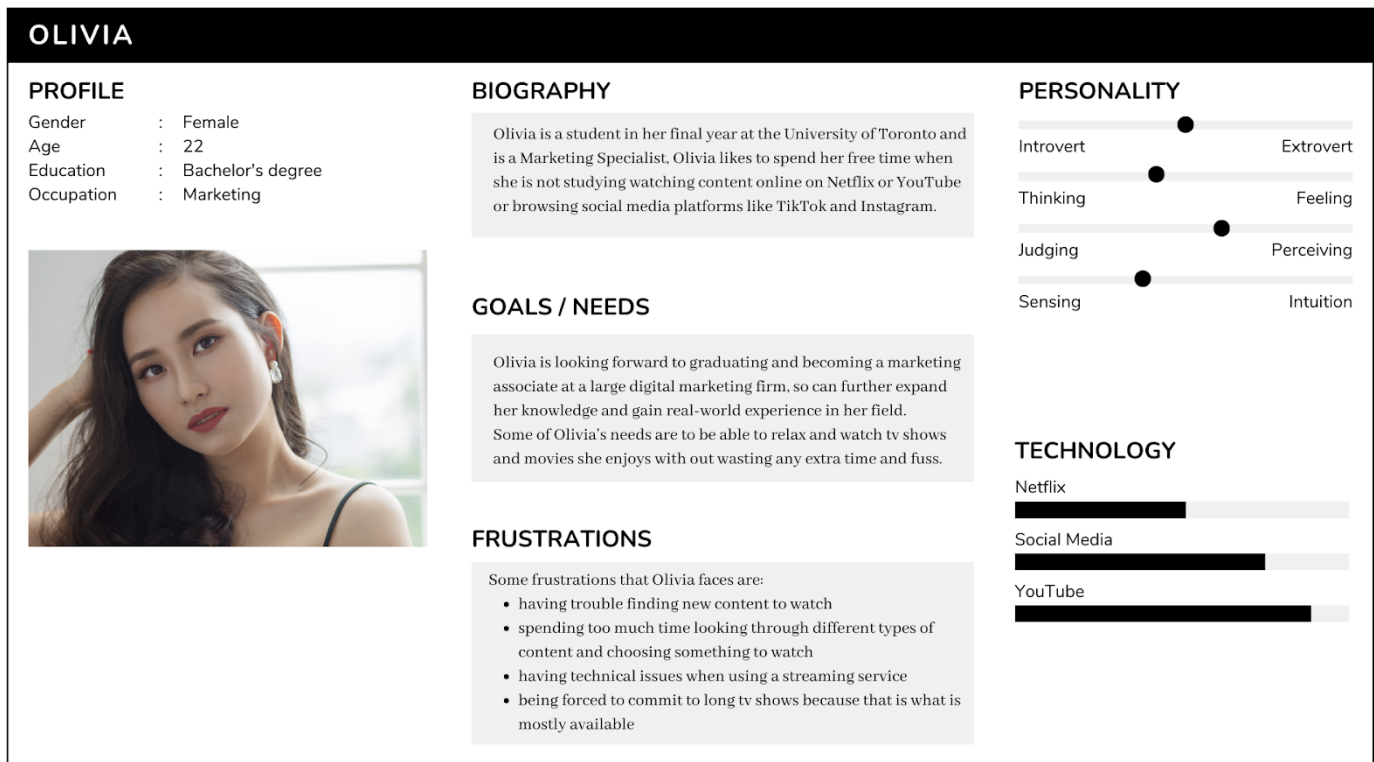 OLIVIA
PROFILE
Gender : Female
Age : 22
Education : Bachelor's degree
Occupation : Marketing
BIOGRAPHY
Olivia is a student in her final year at the University of Toronto and
is a Marketing Specialist, Olivia likes to spend her free time when
she is not studying watching content online on Netflix or YouTube
or browsing social media platforms like TikTok and Instagram.
GOALS / NEEDS
Olivia is looking forward to graduating and becoming a marketing
associate at a large digital marketing firm, so can further expand
her knowledge and gain real-world experience in her field.
Some of Olivia's needs are to be able to relax and watch tv shows
and movies she enjoys with out wasting any extra time and fuss.
FRUSTRATIONS
Some frustrations that Olivia faces are:
• having trouble finding new content to watch
• spending too much time looking through different types of
content and choosing something to watch
• having technical issues when using a streaming service
• being forced to commit to long tv shows because that is what is
mostly available
PERSONALITY
Introvert Extrovert
Thinking Feeling
Judging Perceiving
Sensing Intuition
TECHNOLOGY
Netflix
Social Media
YouTube